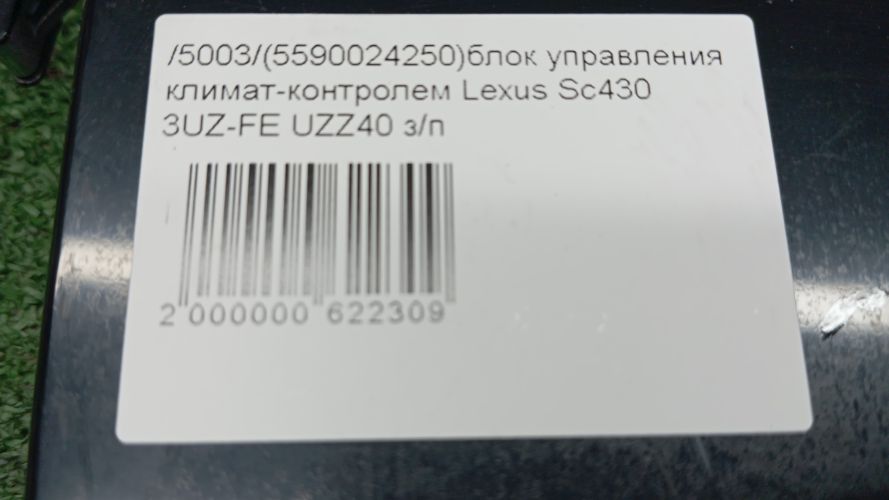 /5003/(5590024250)блок управления
климат-контролем Lexus Sc430
3UZ-FE UZZ40 з/п
2 000000 622309